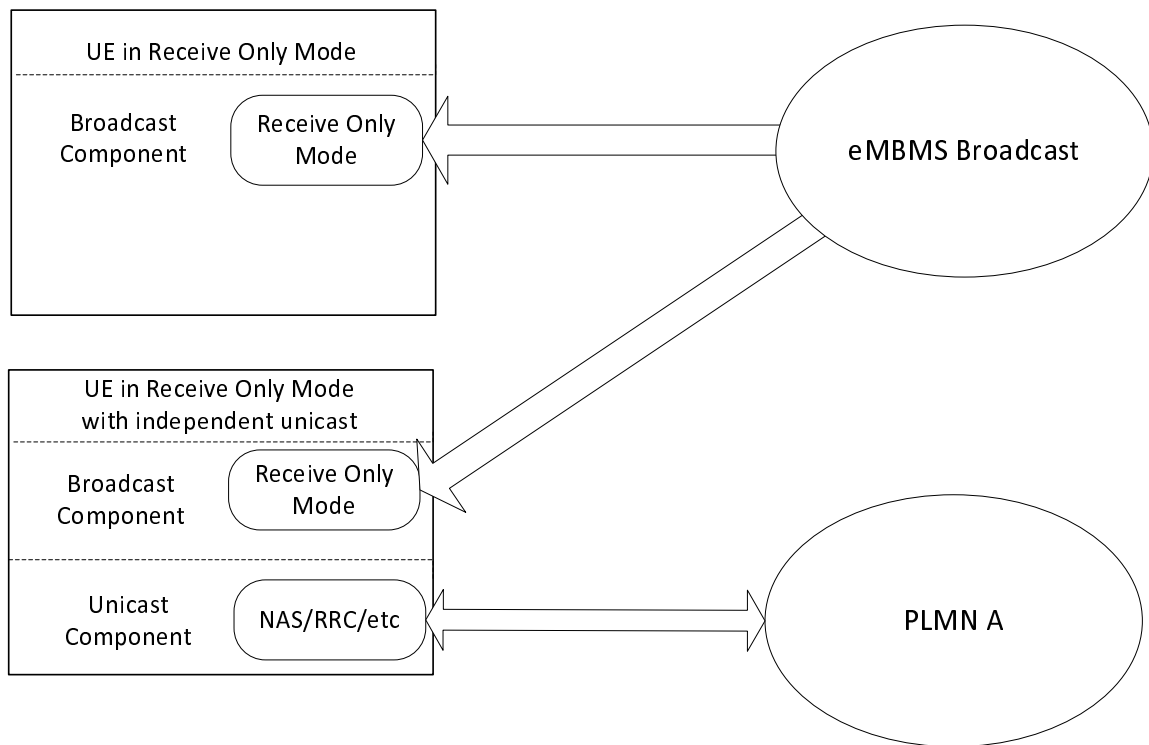 UE in Receive Only Mode
Broadcast
Component
Receive Only
Mode
eMBMS Broadcast
UE in Receive Only Mode
with independent unicast
Broadcast
Component
Receive Only
Mode
Unicast
Component
NAS/RRC/etc
PLMN A